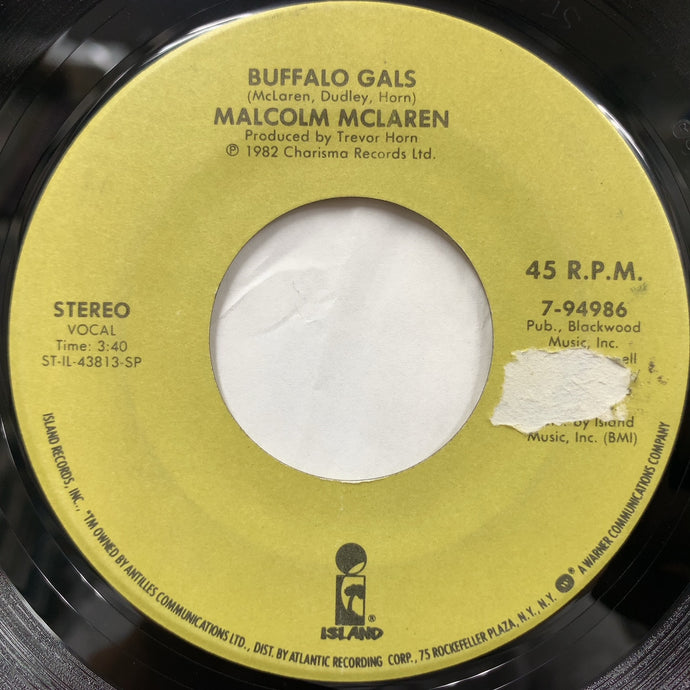 BUFFALO GALS
(McLaren, Dudley, Horn)
MALCOLM MCLAREN
Produced by Trevor Horn
℗ 1982 Charisma Records Ltd.
45 R.P.M.
7-94986
Pub., Blackwood
Music, Inc.
by Island
Music, Inc. (BMI)
STEREO
VOCAL
Time: 3:40
ST-IL-43813-SP
ISLAND®
ISLAND RECORDS, INC., "TM OWNED BY ANTILLES COMMUNICATIONS LTD., DIST. BY ATLANTIC RECORDING CORP., 75 ROCKEFELLER PLAZA, N.Y., N.Y. ® A WARNER COMMUNICATIONS COMPANY